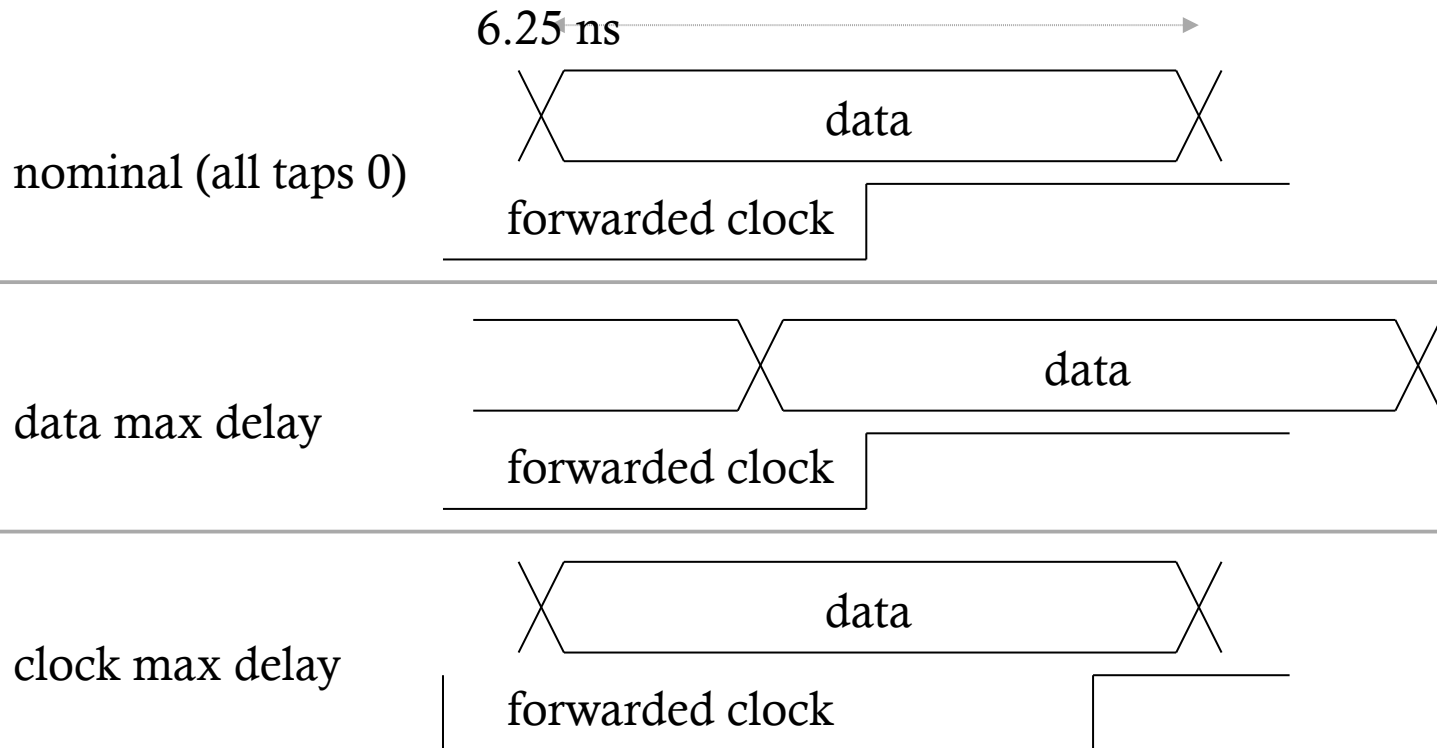 6.25 ns
data
nominal (all taps 0)
forwarded clock
data
data max delay
forwarded clock
data
clock max delay
forwarded clock